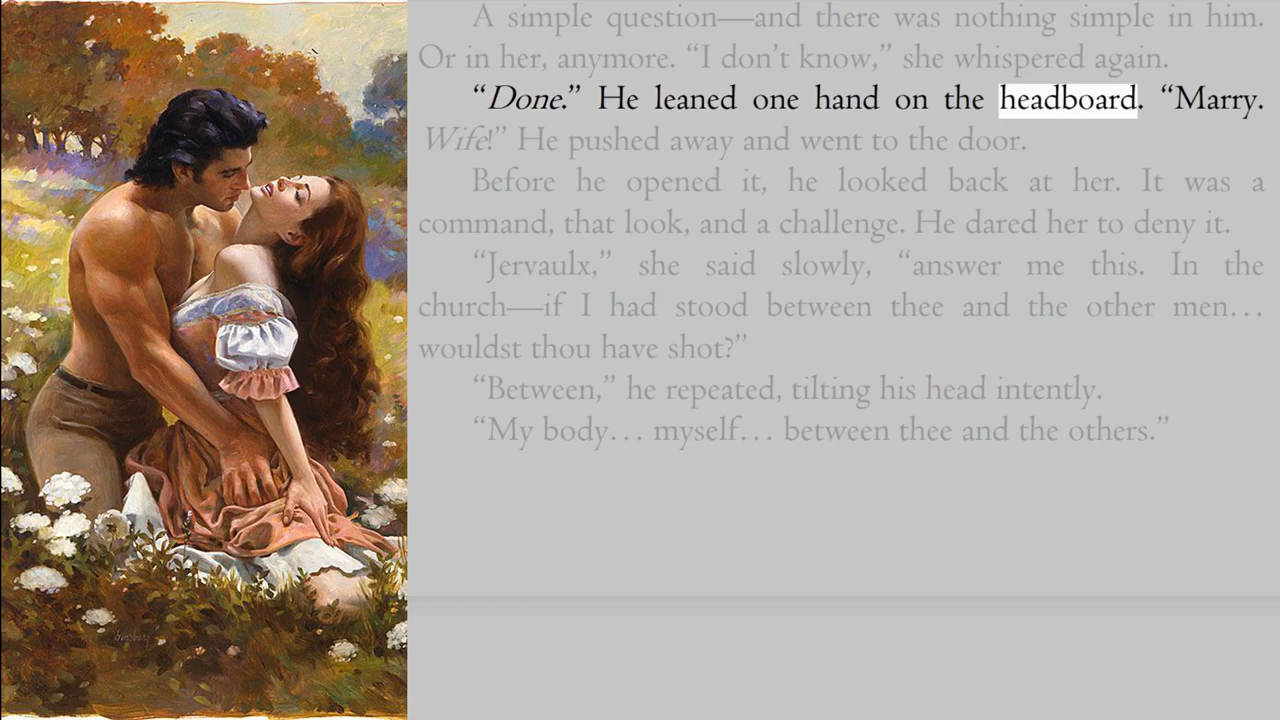 A simple question—and there was nothing simple in him.
Or in her, anymore. “I don’t know,” she whispered again.
“Done.” He leaned one hand on the headboard. “Marry.
Wife!” He pushed away and went to the door.
Before he opened it, he looked back at her. It was a
command, that look, and a challenge. He dared her to deny it.
“Jervaulx,” she said slowly, “answer me this. In the
church—if I had stood between thee and the other men…
wouldst thou have shot?”
“Between,” he repeated, tilting his head intently.
“My body… myself… between thee and the others.”